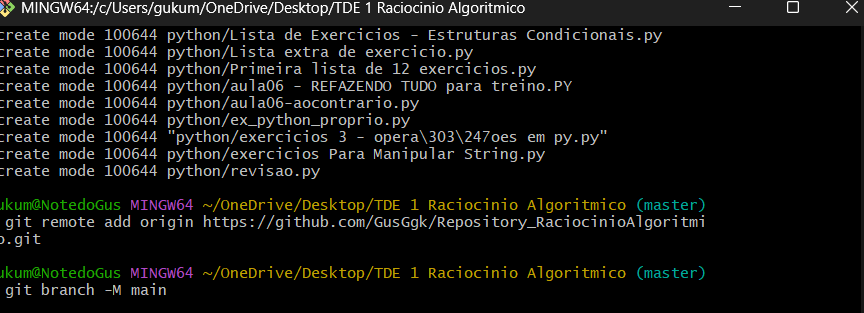 MINGW64:/c/Users/gukum/OneDrive/Desktop/TDE 1 Raciocinio Algoritmico
create mode 100644 python/Lista de Exercicios - Estruturas Condicionais.py
create mode 100644 python/Lista extra de exercicio.py
create mode 100644 python/Primeira lista de 12 exercicios.py
create mode 100644 python/aula06 - REFAZENDO TUDO para treino.PY
create mode 100644 python/aula06-aocontrario.py
create mode 100644 python/ex_python_proprio.py
create mode 100644 "python/exercicios 3 - opera\303\247oes em py.py"
create mode 100644 python/exercicios Para Manipular String.py
create mode 100644 python/revisao.py
ukum@NotedoGus MINGW64 ~/OneDrive/Desktop/TDE 1 Raciocinio Algoritmico (master)
git remote add origin https://github.com/GusGgk/Repository_RaciocinioAlgoritmi
o.git
ukum@NotedoGus MINGW64 ~/OneDrive/Desktop/TDE 1 Raciocinio Algoritmico (master)
git branch -M main